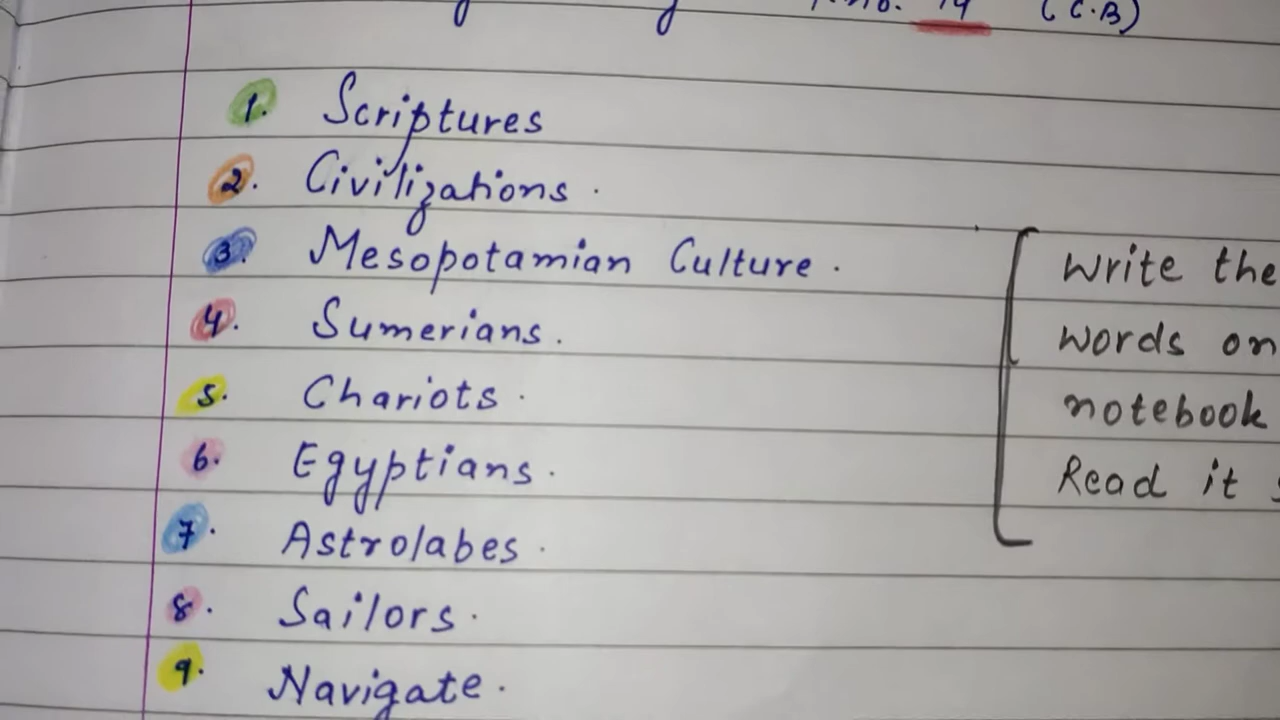 19 (C.B)
1. Scriptures
2. Civilizations.
3. Mesopotamian Culture.
4. Sumerians.
5. Chariots.
6. Egyptians.
7. Astrolabes.
8. Sailors.
9. Navigate.
Write the
words on
notebook
Read it